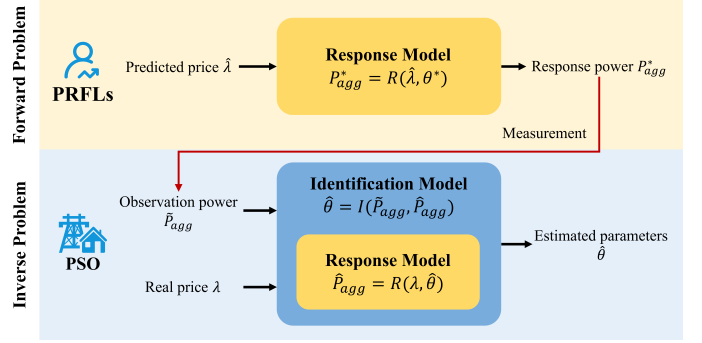 Forward Problem
PRFLs
Predicted price λ̂
Response Model
P*agg = R(λ̂, θ*)
Response power P*agg
Measurement
Inverse Problem
PSO
Observation power
P̃agg
Real price λ
Identification Model
θ̂ = I(P̃agg, P̂agg)
Response Model
P̂agg = R(λ, θ̂)
Estimated parameters
θ̂